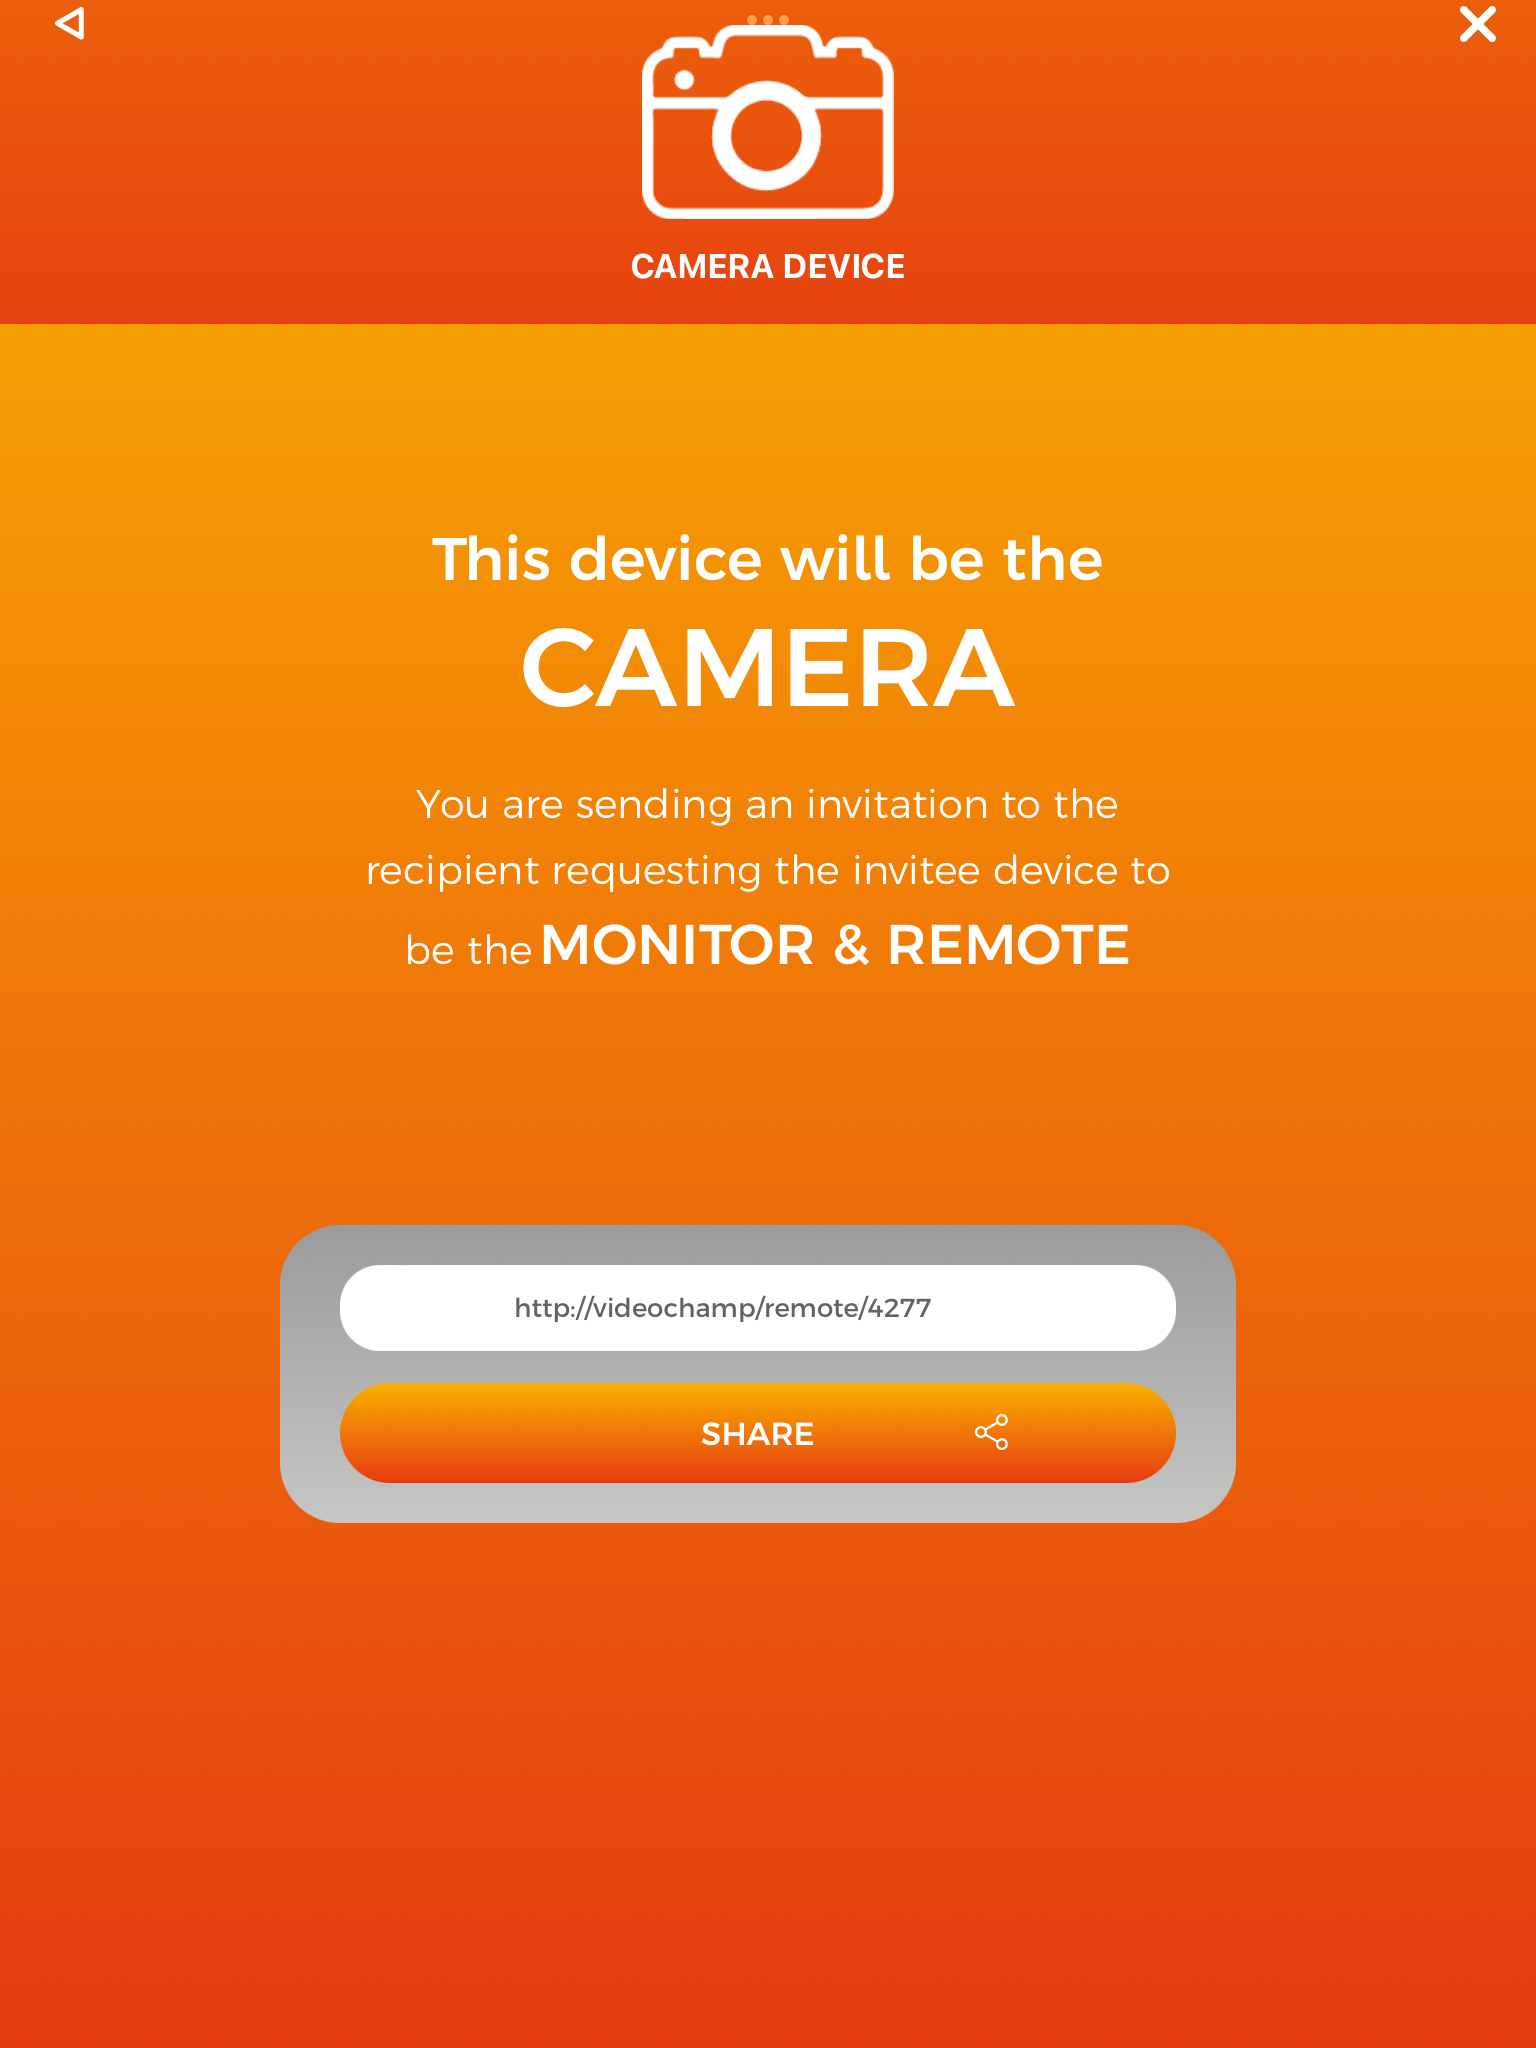 CAMERA DEVICE
This device will be the
CAMERA
You are sending an invitation to the
recipient requesting the invitee device to
be the MONITOR & REMOTE
http://videochamp/remote/4277
SHARE